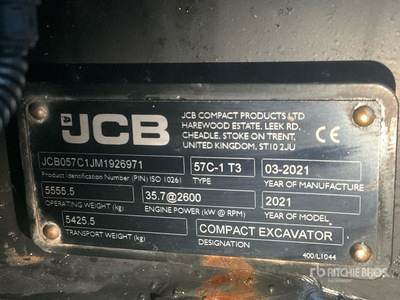 JCB
JCB COMPACT PRODUCTS LTD
HAREWOOD ESTATE, LEEK RD,
CHEADLE, STOKE ON TRENT,
UNITED KINGDOM, ST10 2JU
CE
JCB057C1JM1926971
57C-1 T3
03-2021
Product Identification Number (PIN) ISO 10261
TYPE
YEAR OF MANUFACTURE
5555.5
35.7@2600
2021
OPERATING WEIGHT (kg)
ENGINE POWER (kW @ RPM)
YEAR OF MODEL
5425.5
COMPACT EXCAVATOR
TRANSPORT WEIGHT (kg)
DESIGNATION
400/L1044
rb RITCHIE BROS.